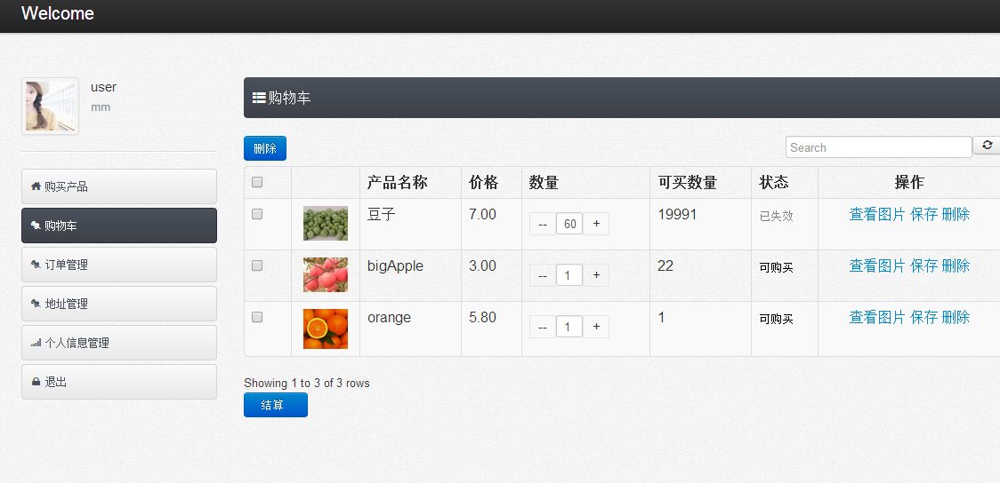 Welcome
user
mm
购买产品
购物车
订单管理
地址管理
个人信息管理
退出
购物车
删除
Search
产品名称 价格 数量 可买数量 状态 操作
豆子 7.00 -- 60 + 19991 已失效 查看图片 保存 删除
bigApple 3.00 -- 1 + 22 可购买 查看图片 保存 删除
orange 5.80 -- 1 + 1 可购买 查看图片 保存 删除
Showing 1 to 3 of 3 rows
结算